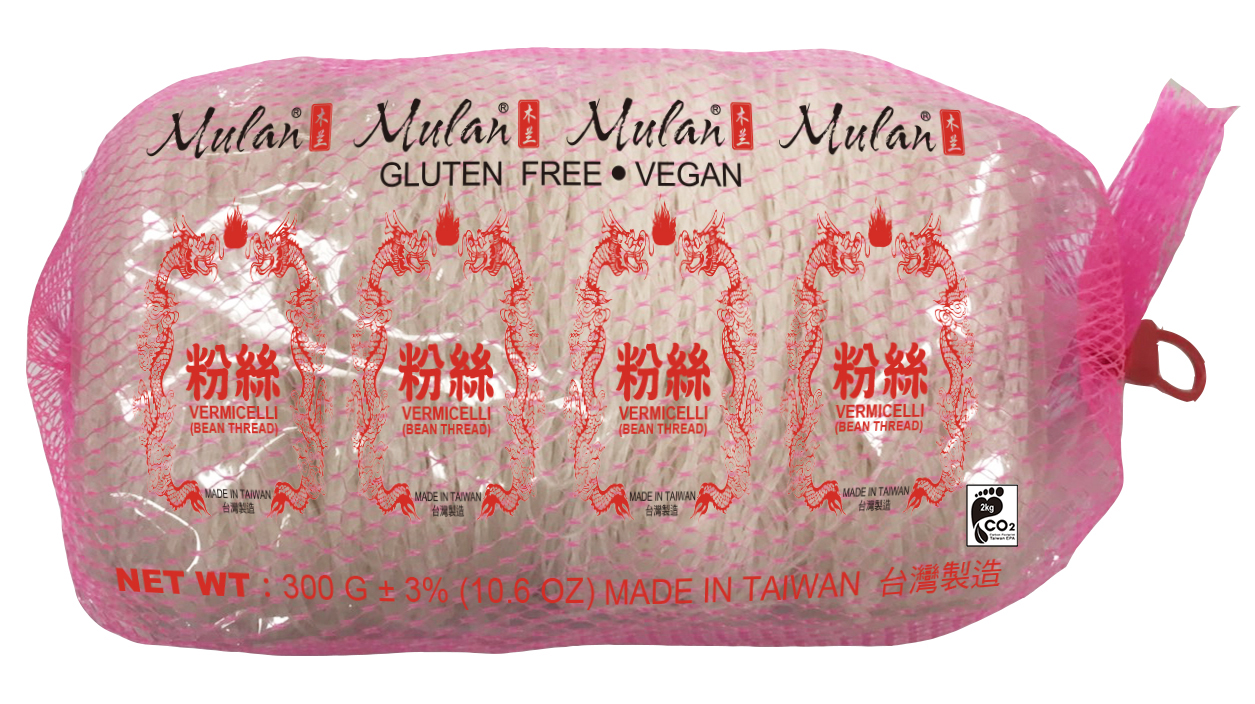 Mulan® 木兰 Mulan® 木兰 Mulan® 木兰 Mulan® 木兰
GLUTEN FREE • VEGAN
粉絲 粉絲 粉絲 粉絲
VERMICELLI VERMICELLI VERMICELLI VERMICELLI
(BEAN THREAD) (BEAN THREAD) (BEAN THREAD) (BEAN THREAD)
MADE IN TAIWAN MADE IN TAIWAN MADE IN TAIWAN MADE IN TAIWAN
台灣製造 台灣製造 台灣製造 台灣製造
2kg
CO2
Carbon Footprint
Taiwan EPA
NET WT : 300 G ± 3% (10.6 OZ) MADE IN TAIWAN 台灣製造